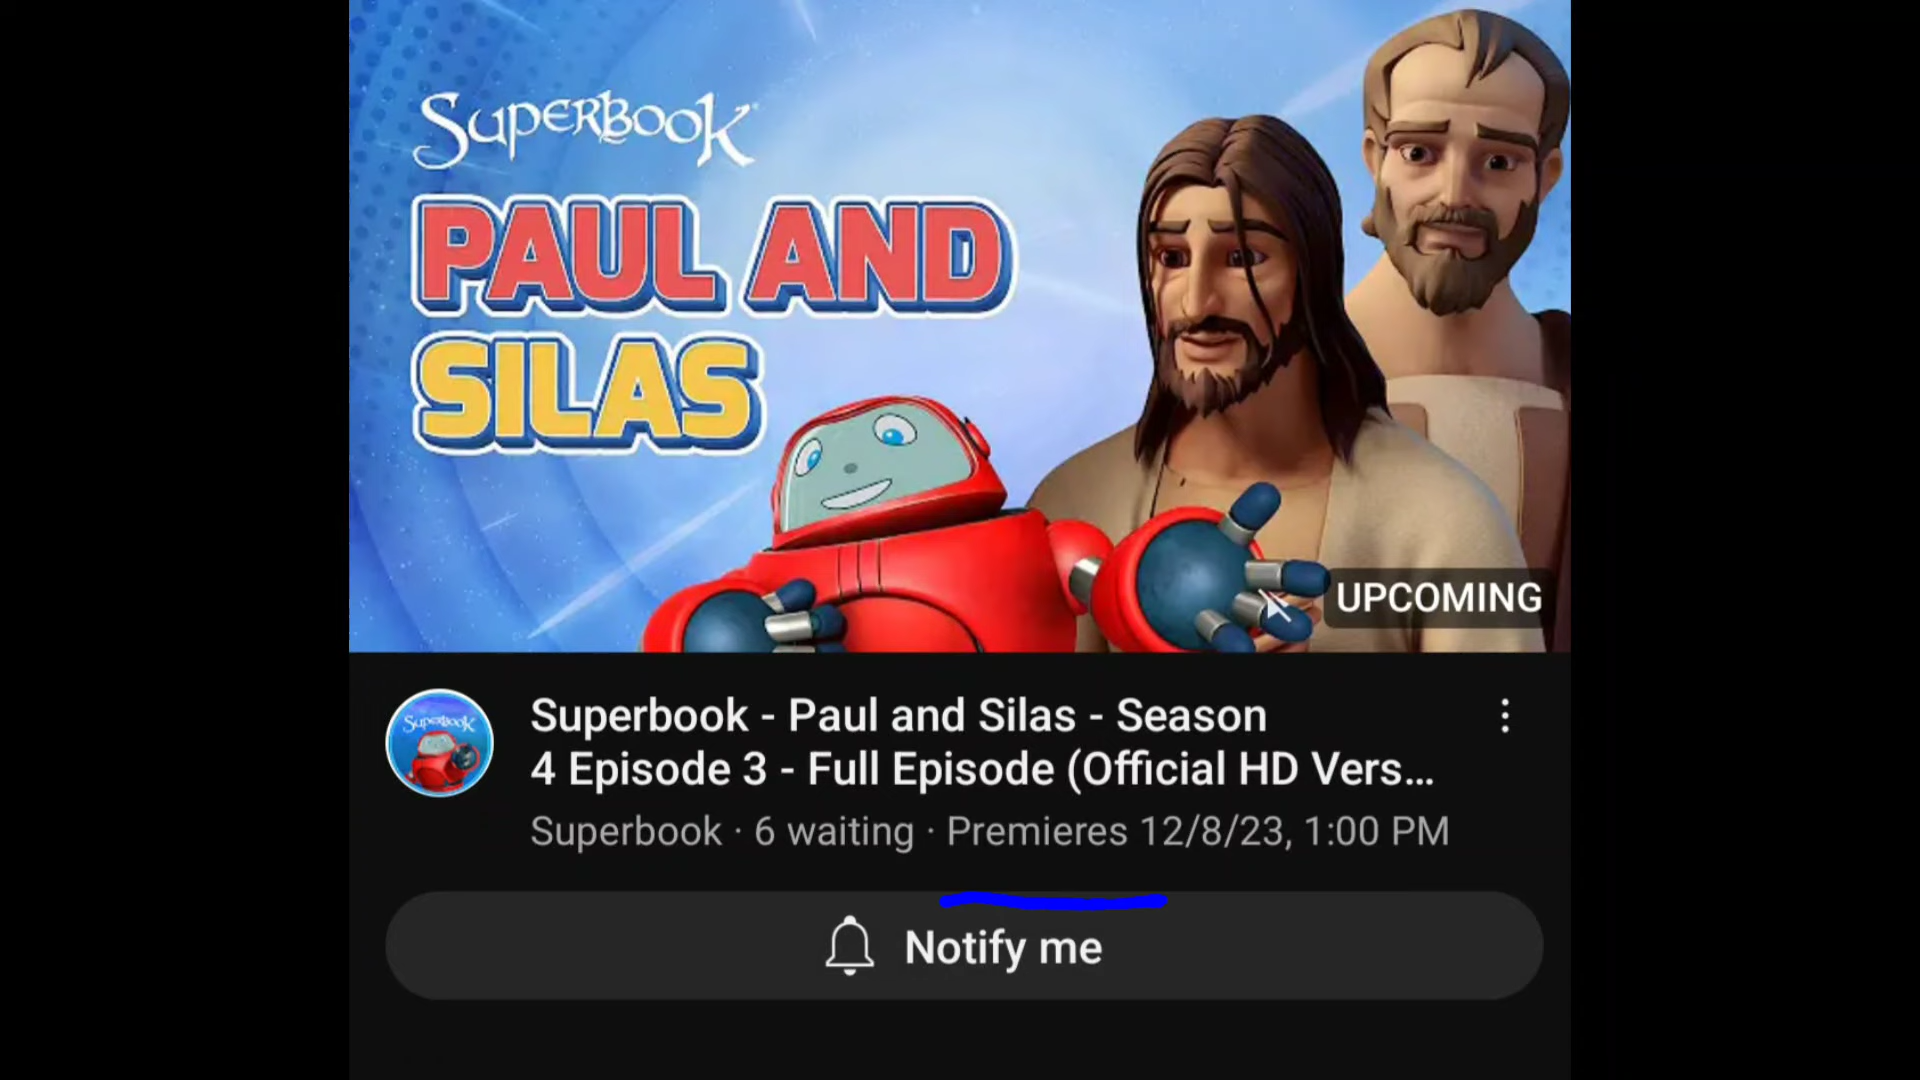 SUPERBOOK
PAUL AND
SILAS
UPCOMING
SUPERBOOK
Superbook - Paul and Silas - Season
4 Episode 3 - Full Episode (Official HD Vers...
Superbook · 6 waiting · Premieres 12/8/23, 1:00 PM
Notify me